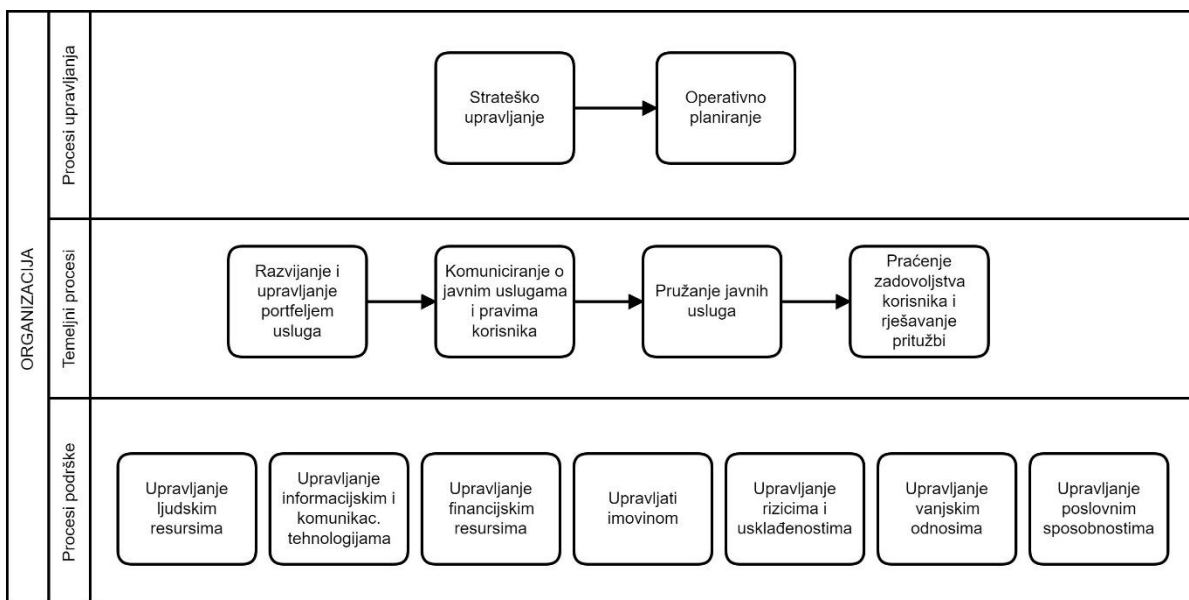 ORGANIZACIJA
Procesi upravljanja
Strateško
upravljanje
Operativno
planiranje
Temeljni procesi
Razvijanje i
upravljanje
portfeljem
usluga
Komuniciranje o
javnim uslugama
i pravima
korisnika
Pružanje javnih
usluga
Praćenje
zadovoljstva
korisnika i
rješavanje
pritužbi
Procesi podrške
Upravljanje
ljudskim
resursima
Upravljanje
informacijskim i
komunikac.
tehnologijama
Upravljanje
financijskim
resursima
Upravljati
imovinom
Upravljanje
rizicima i
usklađenostima
Upravljanje
vanjskim
odnosima
Upravljanje
poslovnim
sposobnostima